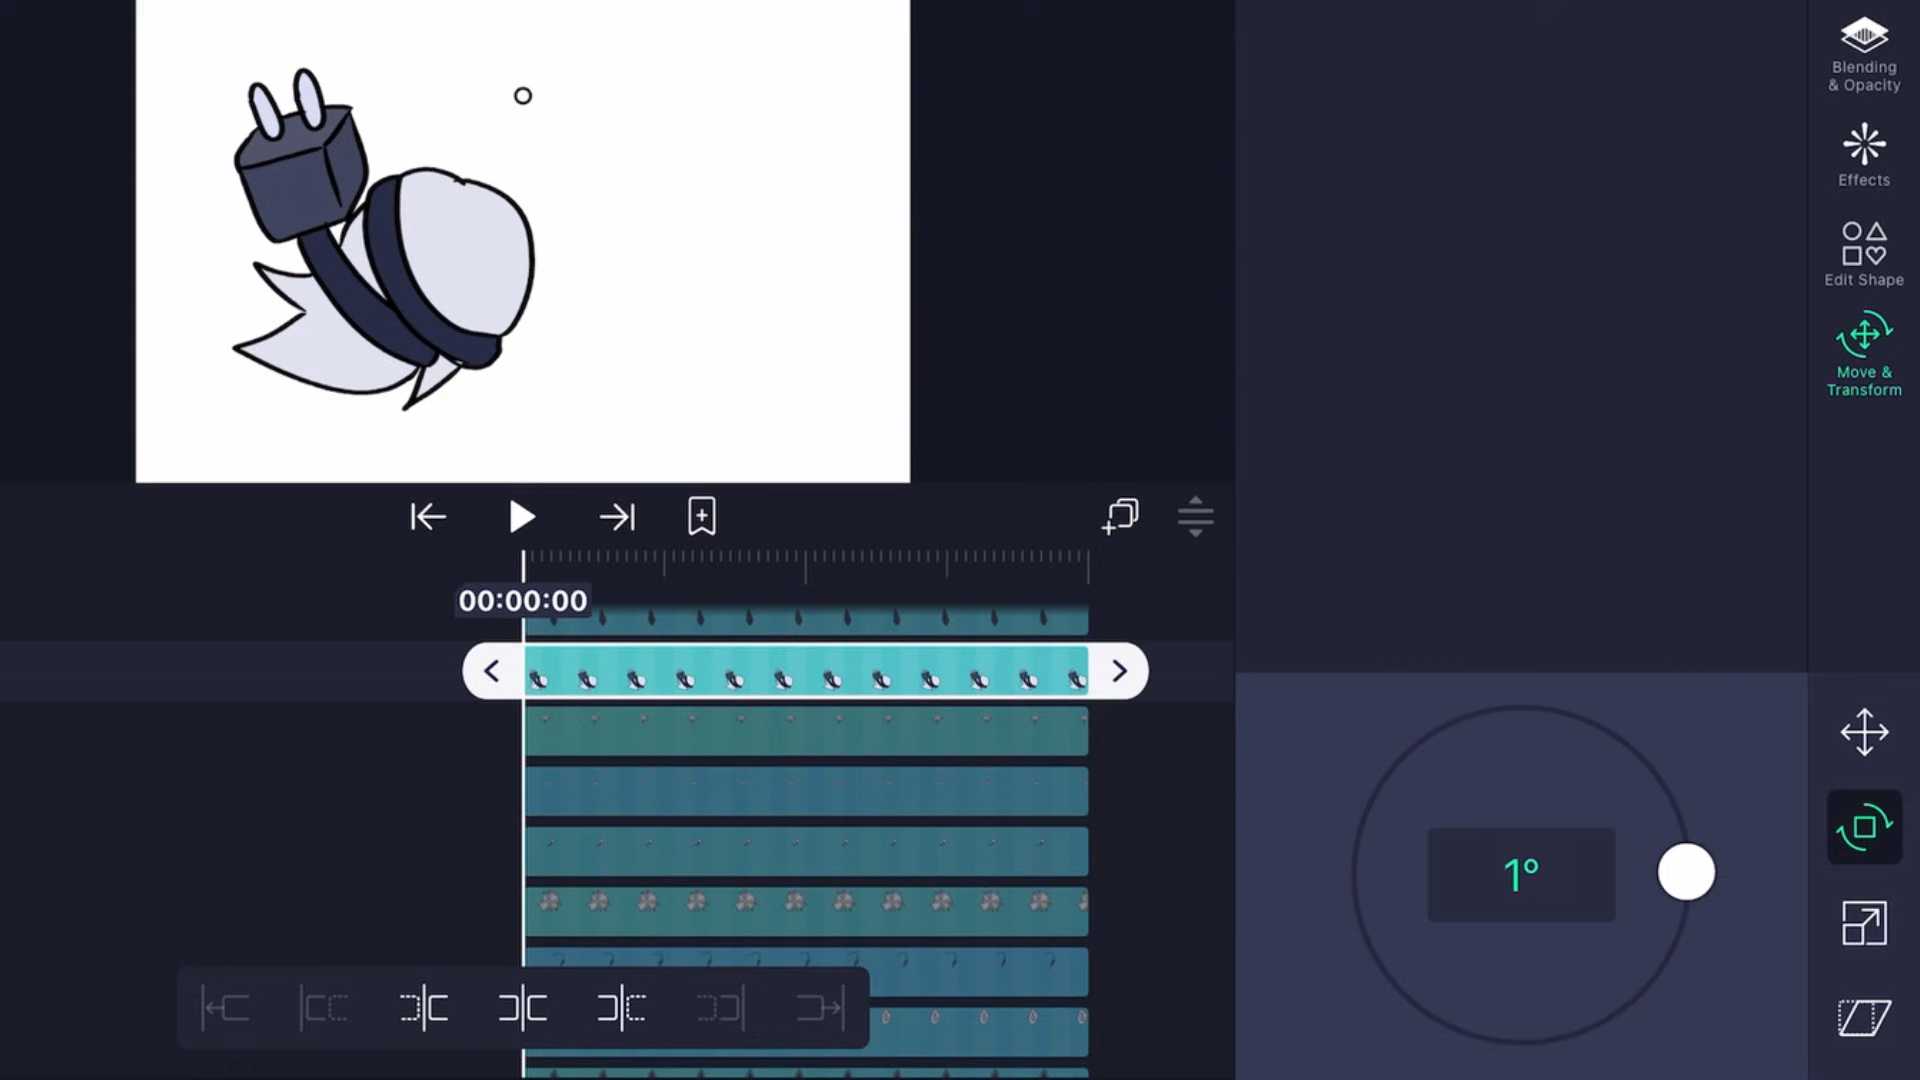 Blending
& Opacity
Effects
Edit Shape
Move &
Transform
00:00:00
1°